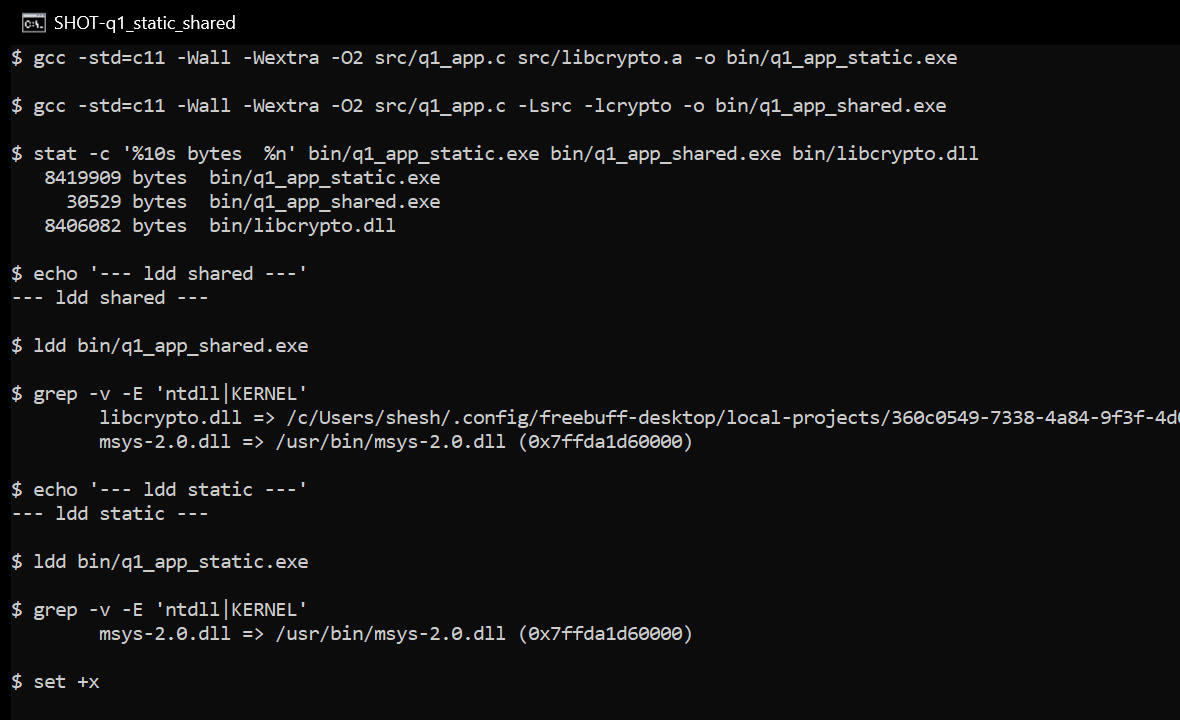 SHOT-q1_static_shared
$ gcc -std=c11 -Wall -Wextra -O2 src/q1_app.c src/libcrypto.a -o bin/q1_app_static.exe
$ gcc -std=c11 -Wall -Wextra -O2 src/q1_app.c -Lsrc -lcrypto -o bin/q1_app_shared.exe
$ stat -c '%10s bytes  %n' bin/q1_app_static.exe bin/q1_app_shared.exe bin/libcrypto.dll
   8419909 bytes  bin/q1_app_static.exe
     30529 bytes  bin/q1_app_shared.exe
   8406082 bytes  bin/libcrypto.dll
$ echo '--- ldd shared ---'
--- ldd shared ---
$ ldd bin/q1_app_shared.exe
$ grep -v -E 'ntdll|KERNEL'
        libcrypto.dll => /c/Users/shesh/.config/freebuff-desktop/local-projects/360c0549-7338-4a84-9f3f-4d
        msys-2.0.dll => /usr/bin/msys-2.0.dll (0x7ffda1d60000)
$ echo '--- ldd static ---'
--- ldd static ---
$ ldd bin/q1_app_static.exe
$ grep -v -E 'ntdll|KERNEL'
        msys-2.0.dll => /usr/bin/msys-2.0.dll (0x7ffda1d60000)
$ set +x